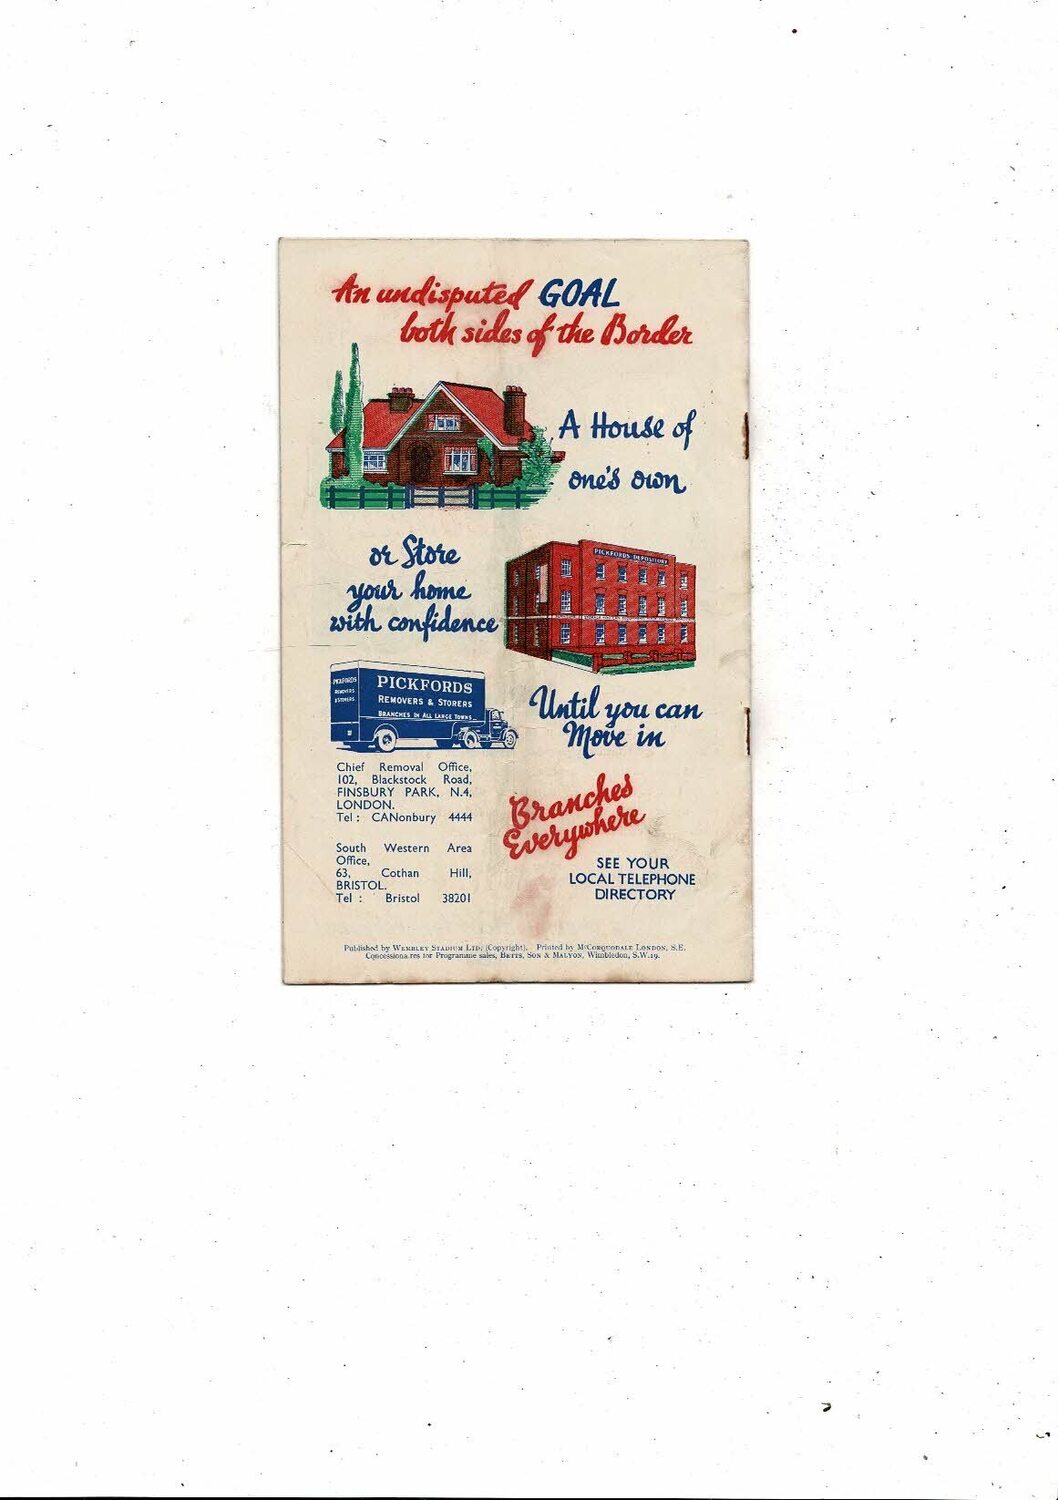 An undisputed GOAL
both sides of the Border
A House of
one's own
or Store
your home
with confidence
PICKFORDS DEPOSITORY
PICKFORDS
REMOVERS
& STORERS
PICKFORDS
REMOVERS & STORERS
BRANCHES IN ALL LARGE TOWNS
Until you can
Move in
Chief Removal Office,
102, Blackstock Road,
FINSBURY PARK, N.4,
LONDON.
Tel : CANonbury 4444
South Western Area
Office,
63, Cothan Hill,
BRISTOL.
Tel : Bristol 38201
Branches
Everywhere
SEE YOUR
LOCAL TELEPHONE
DIRECTORY
Published by WEMBLEY STADIUM LTD. (Copyright). Printed by McCORQUODALE LONDON, S.E.
Concessionaires for Programme sales, BETTS, SON & MALYON, Wimbledon, S.W.19.